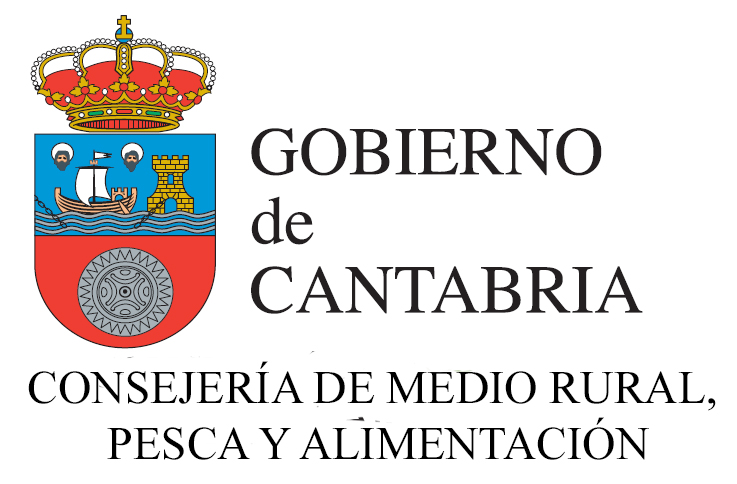 GOBIERNO
de
CANTABRIA
CONSEJERÍA DE MEDIO RURAL,
PESCA Y ALIMENTACIÓN